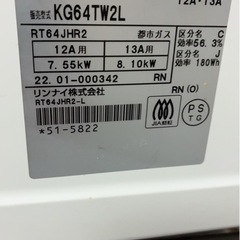 12A・13A
販売型式 KG64TW2L
RT64JHR2 都市ガス
12A用 13A用
7.55kW 8.10kW
区分名 C
効率 56.3%
区分名 J
効率 180Wh
22.01-000342 RN
リンナイ株式会社 RN (O)
RT64JHR2-L
*51-5822
JIA認証
PS
TG